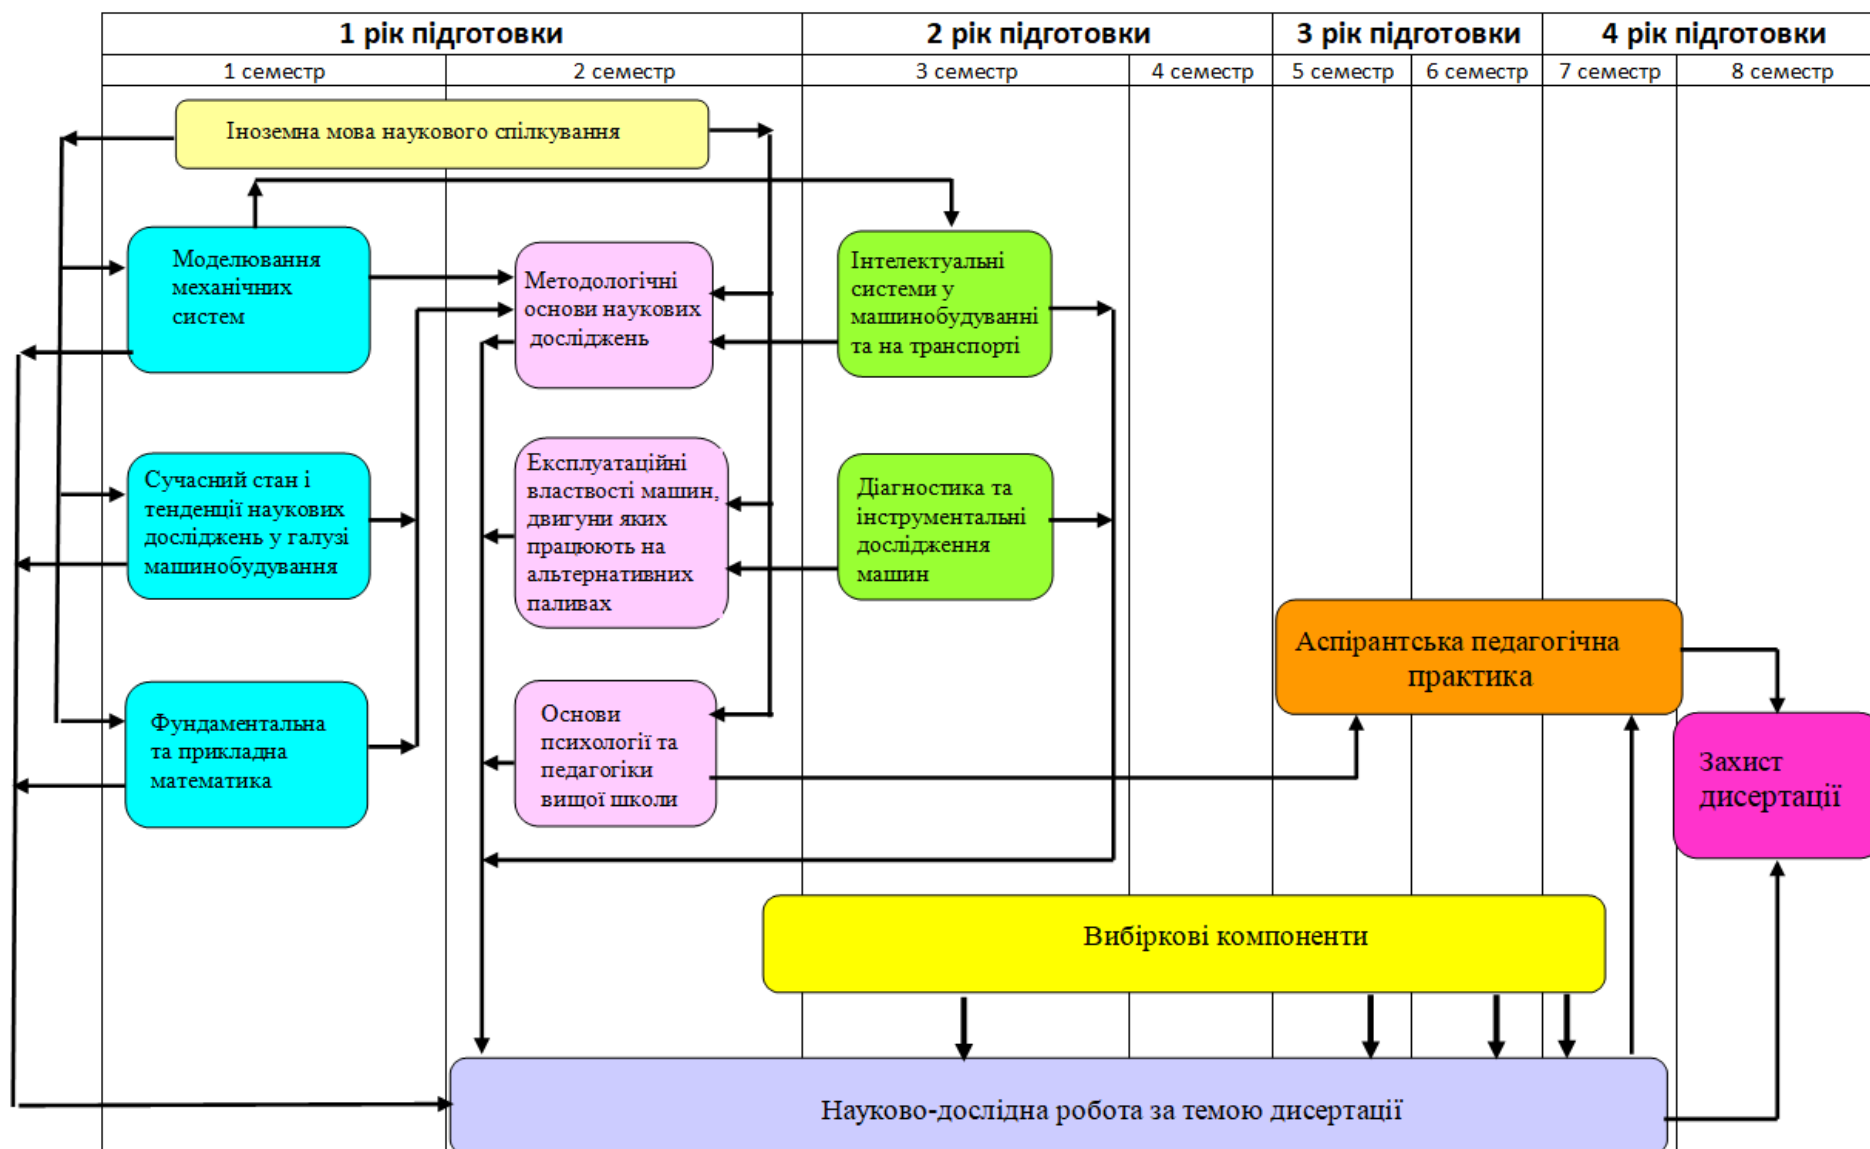 1 рік підготовки
2 рік підготовки
3 рік підготовки
4 рік підготовки
1 семестр
2 семестр
3 семестр
4 семестр
5 семестр
6 семестр
7 семестр
8 семестр
Іноземна мова наукового спілкування
Моделювання
механічних
систем
Методологічні
основи наукових
досліджень
Інтелектуальні
системи у
машинобудуванні
та на транспорті
Сучасний стан і
тенденції наукових
досліджень у галузі
машинобудування
Експлуатаційні
властвості машин,
двигуни яких
працюють на
альтернативних
паливах
Діагностика та
інструментальні
дослідження
машин
Аспірантська педагогічна
практика
Фундаментальна
та прикладна
математика
Основи
психології та
педагогіки
вищої школи
Захист
дисертації
Вибіркові компоненти
Науково-дослідна робота за темою дисертації